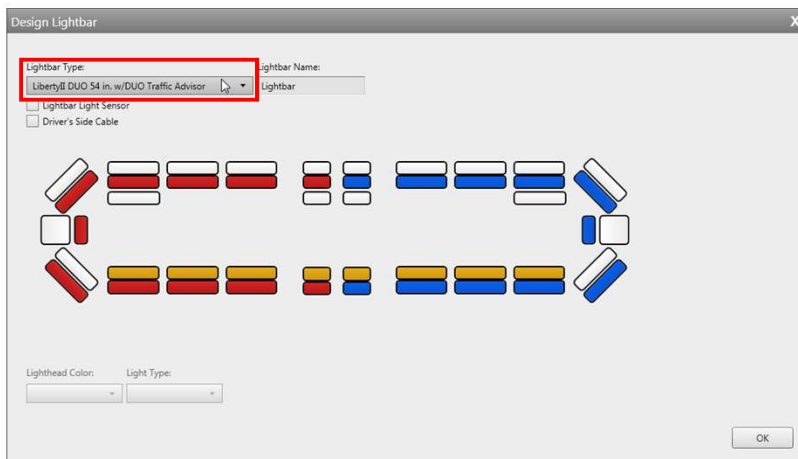 Design Lightbar
X
Lightbar Type:
Lightbar Name:
LibertyII DUO 54 in. w/DUO Traffic Advisor
Lightbar
Lightbar Light Sensor
Driver's Side Cable
Lighthead Color:
Light Type:
OK